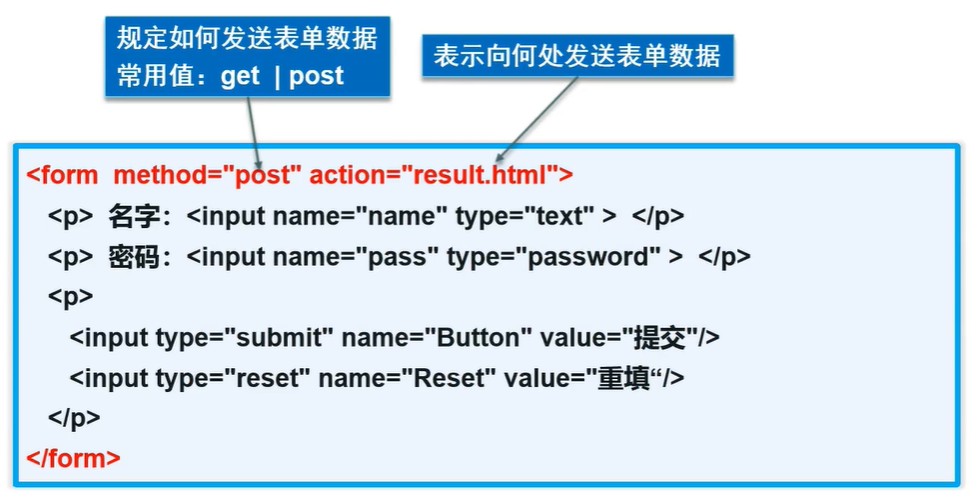 规定如何发送表单数据
常用值：get | post
表示向何处发送表单数据
<form method="post" action="result.html">
<p> 名字：<input name="name" type="text" > </p>
<p> 密码：<input name="pass" type="password" > </p>
<p>
<input type="submit" name="Button" value="提交"/>
<input type="reset" name="Reset" value="重填“/>
</p>
</form>